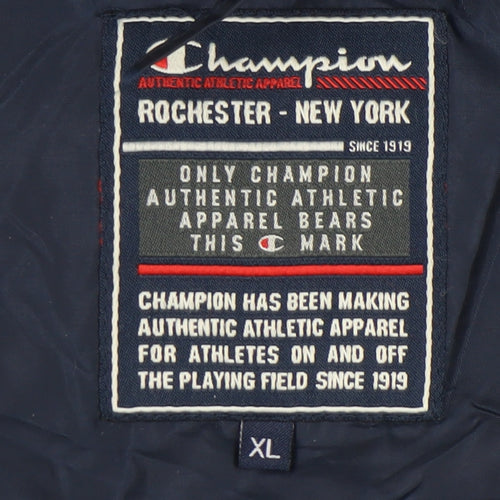 Champion
AUTHENTIC ATHLETIC APPAREL
ROCHESTER - NEW YORK
SINCE 1919
ONLY CHAMPION
AUTHENTIC ATHLETIC
APPAREL BEARS
THIS C MARK
CHAMPION HAS BEEN MAKING
AUTHENTIC ATHLETIC APPAREL
FOR ATHLETES ON AND OFF
THE PLAYING FIELD SINCE 1919
XL